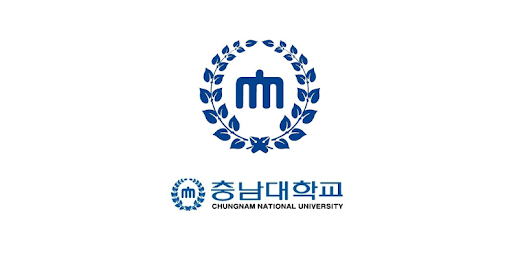 충남대학교
CHUNGNAM NATIONAL UNIVERSITY